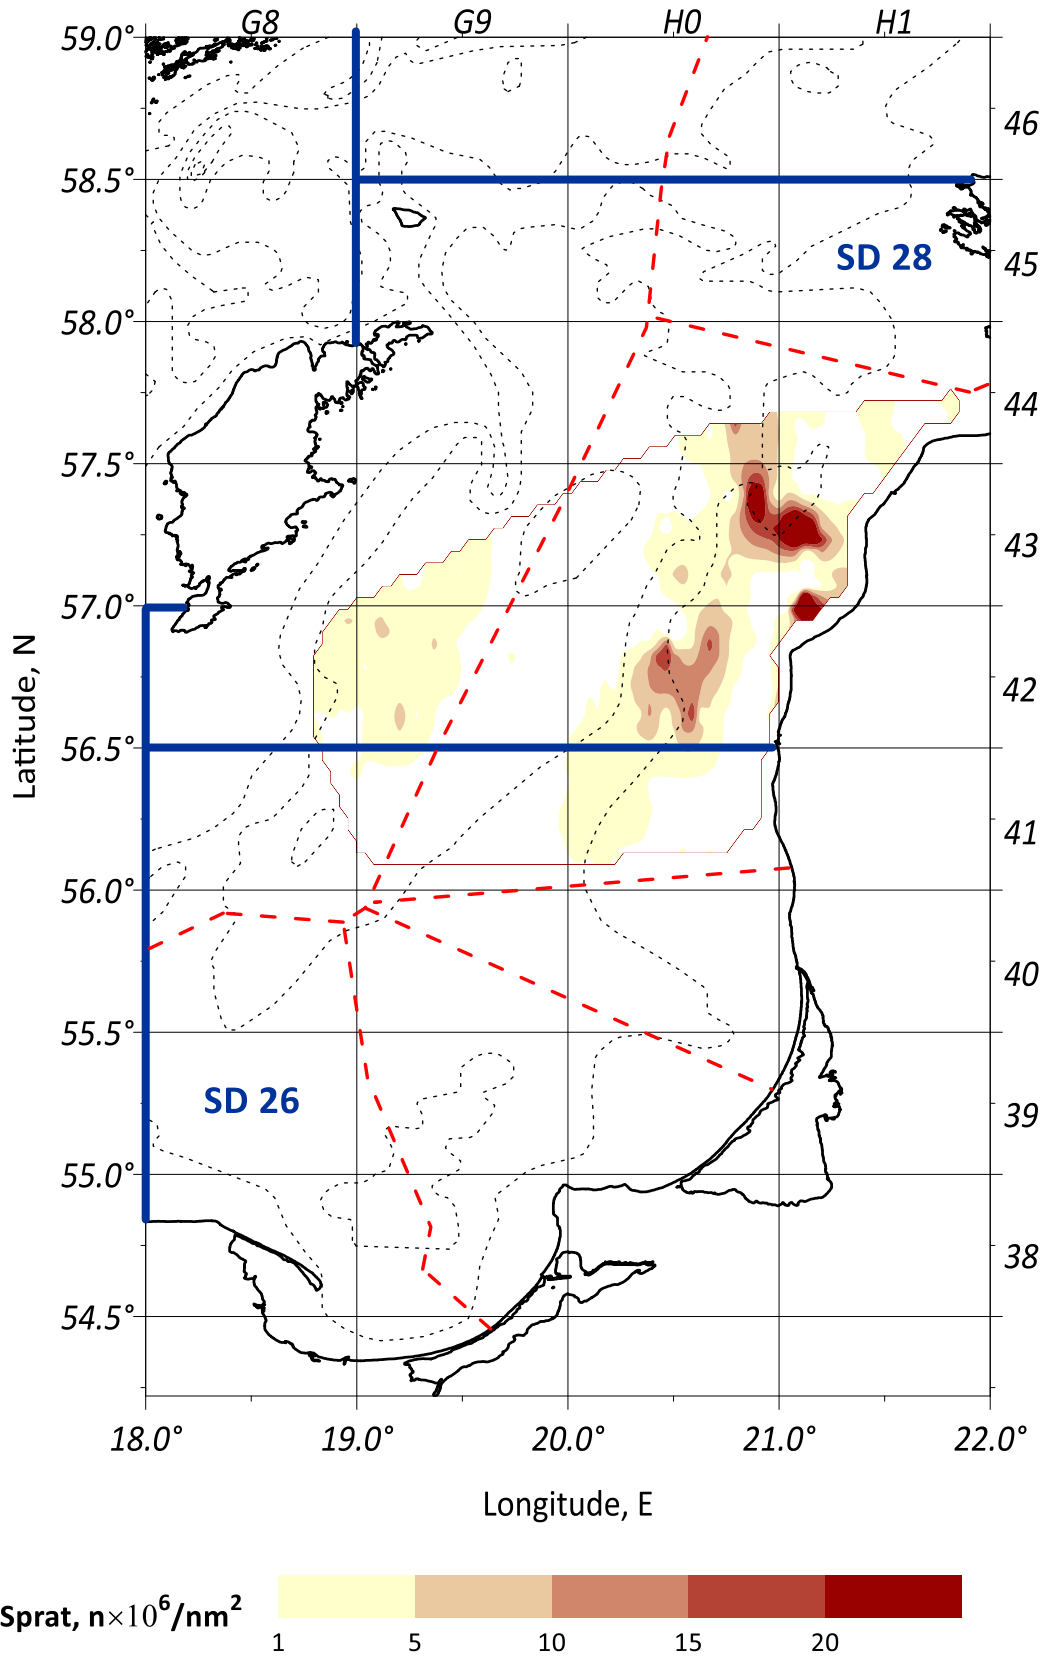 G8 G9 H0 H1
59.0°
46
58.5°
SD 28
45
58.0°
44
57.5°
43
57.0°
42
56.5°
41
56.0°
40
55.5°
SD 26
39
55.0°
38
54.5°
Latitude, N
18.0° 19.0° 20.0° 21.0° 22.0°
Longitude, E
Sprat, n×10⁶/nm²
1 5 10 15 20